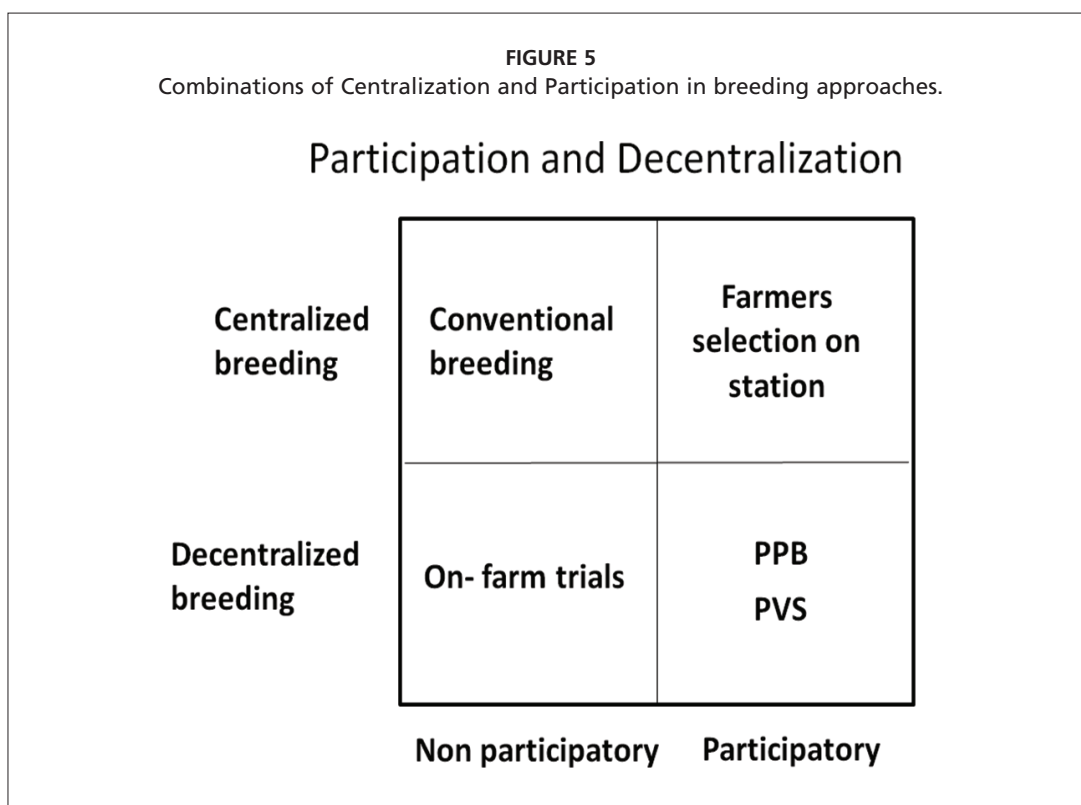 FIGURE 5
Combinations of Centralization and Participation in breeding approaches.
Participation and Decentralization
Centralized
breeding
Conventional
breeding
Farmers
selection on
station
Decentralized
breeding
On- farm trials
PPB
PVS
Non participatory
Participatory